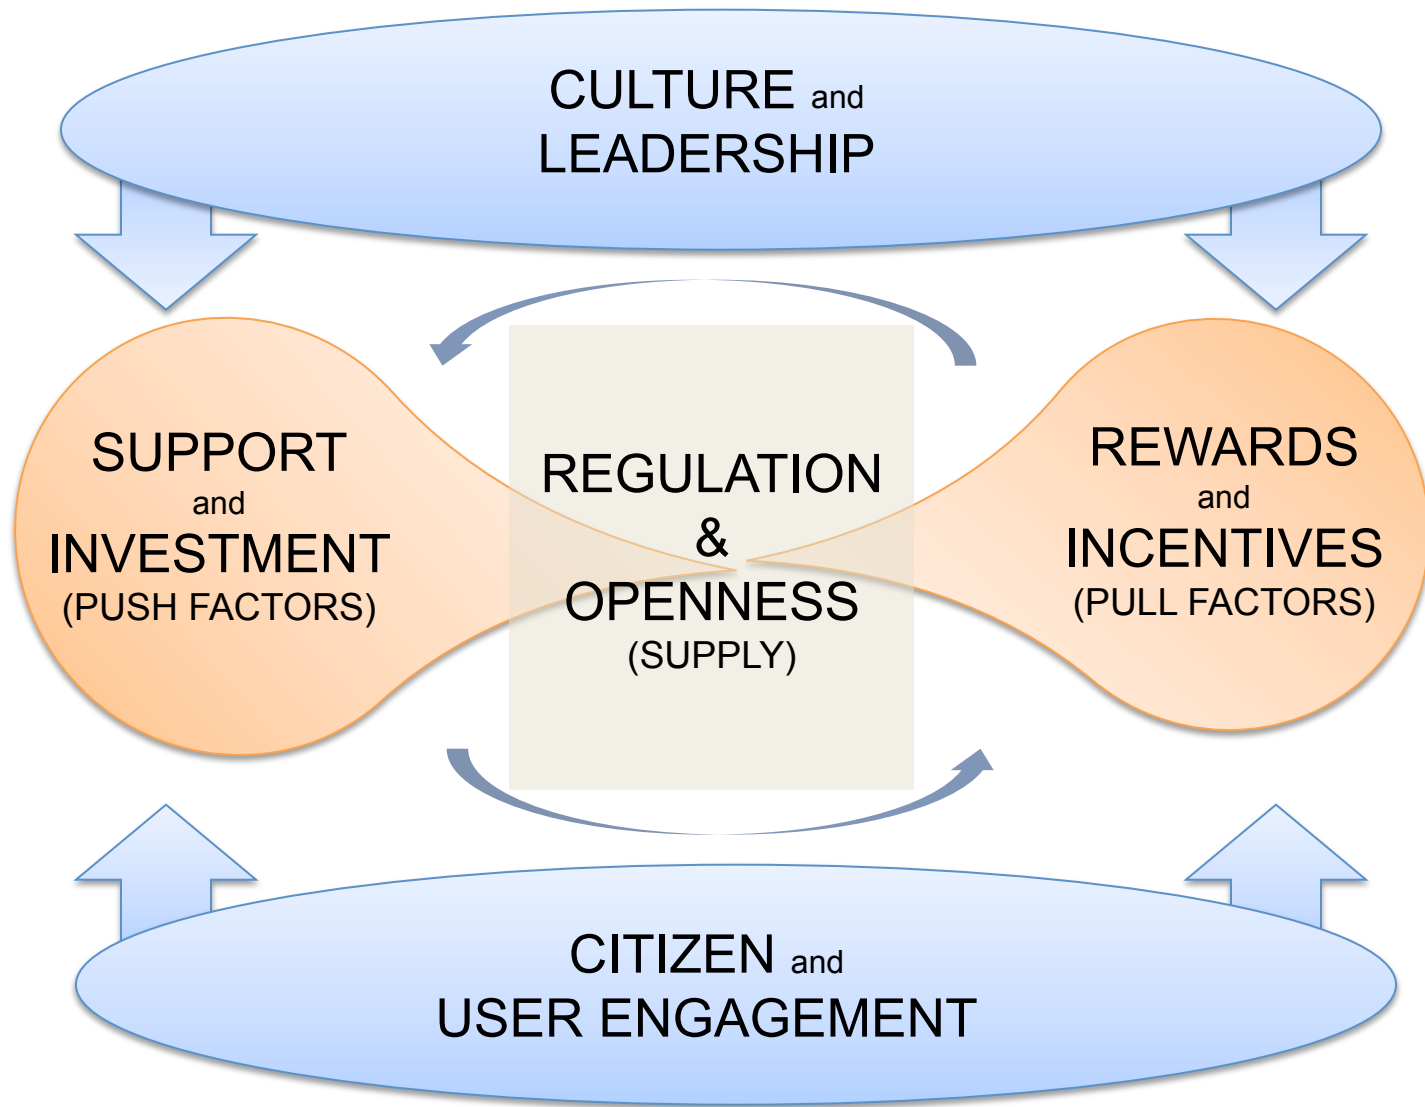 CULTURE and
LEADERSHIP
SUPPORT
and
INVESTMENT
(PUSH FACTORS)
REGULATION
&
OPENNESS
(SUPPLY)
REWARDS
and
INCENTIVES
(PULL FACTORS)
CITIZEN and
USER ENGAGEMENT